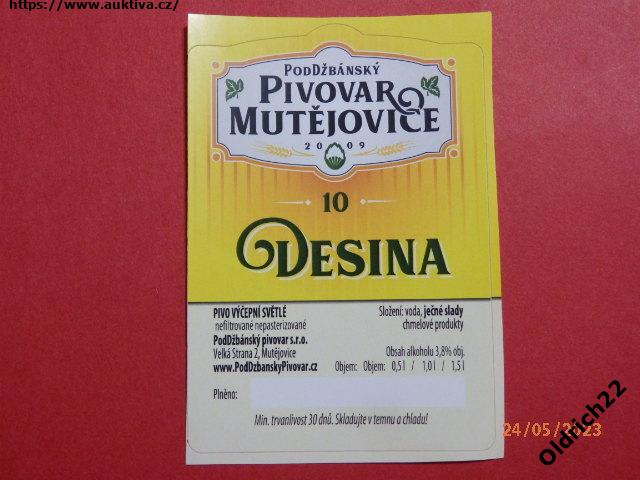 https://www.auktiva.cz/
PodDžbánský
Pivovar
Mutějovice
2009
10
Desina
PIVO VÝČEPNÍ SVĚTLÉ
nefiltrované nepasterizované
PodDžbánský pivovar s.r.o.
Velká Strana 2, Mutějovice
www.PodDzbanskyPivovar.cz
Složení: voda, ječné slady
chmelové produkty
Obsah alkoholu 3,8% obj.
Objem: Objem: 0,5 l / 1,0 l / 1,5 l
Plněno:
Min. trvanlivost 30 dnů. Skladujte v temnu a chladu!
24/05/2023
Oldrich22